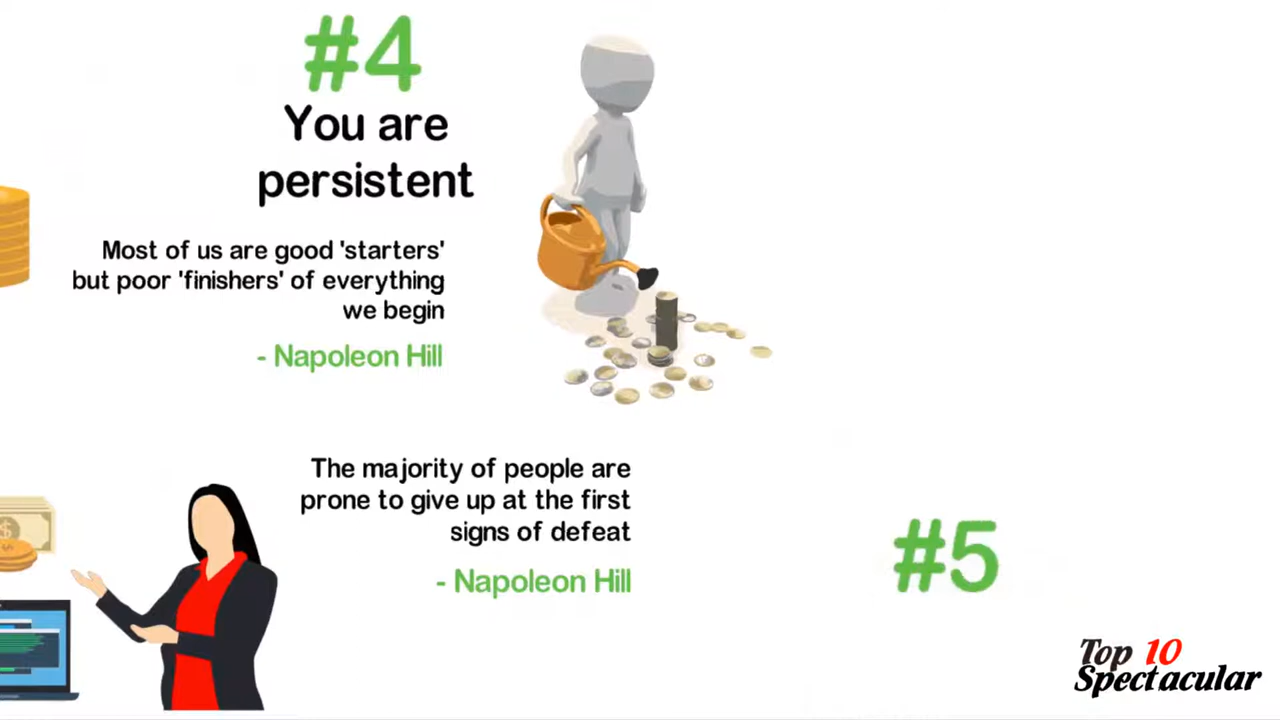 #4
You are
persistent
Most of us are good 'starters'
but poor 'finishers' of everything
we begin
- Napoleon Hill
The majority of people are
prone to give up at the first
signs of defeat
- Napoleon Hill
#5
Top 10
Spectacular